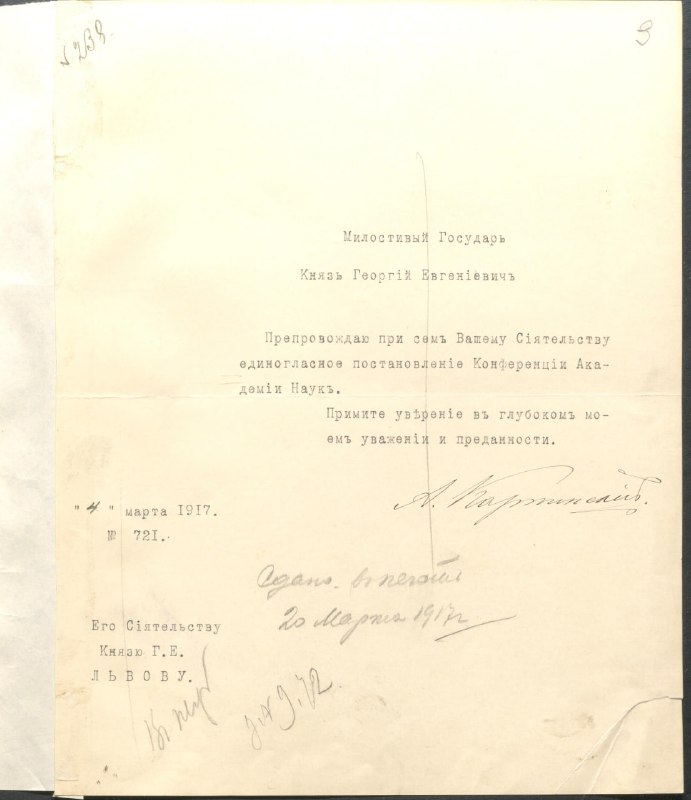 3
Милостивый Государь
Князь Георгій Евгеніевичъ
Препровождаю при семъ Вашему Сіятельству
единогласное постановленіе Конференціи Ака-
деміи Наукъ.
Примите увѣреніе въ глубокомъ мо-
емъ уваженіи и преданности.
А. Карпинскій.
"4" марта 1917.
№ 721.
Сдано въ печать
20 Марта 1917 г
Его Сіятельству
Князю Г.Е.
ЛЬВОВУ.